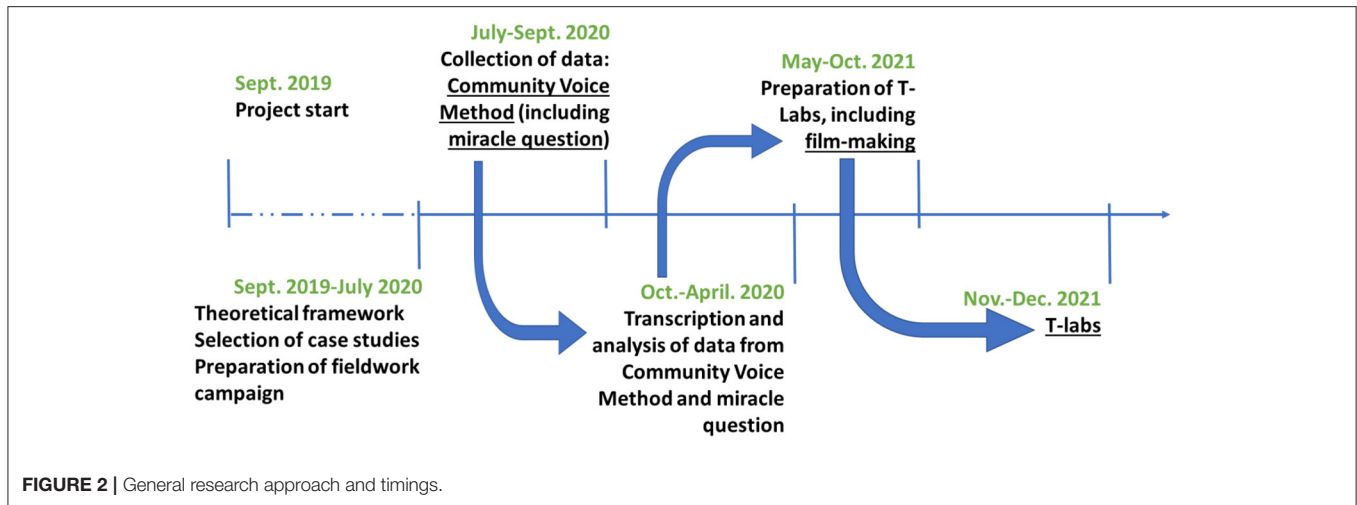 Sept. 2019
Project start
July-Sept. 2020
Collection of data:
Community Voice
Method (including
miracle question)
May-Oct. 2021
Preparation of T-
Labs, including
film-making
Sept. 2019-July 2020
Theoretical framework
Selection of case studies
Preparation of fieldwork
campaign
Oct.-April. 2020
Transcription and
analysis of data from
Community Voice
Method and miracle
question
Nov.-Dec. 2021
T-labs
FIGURE 2 | General research approach and timings.